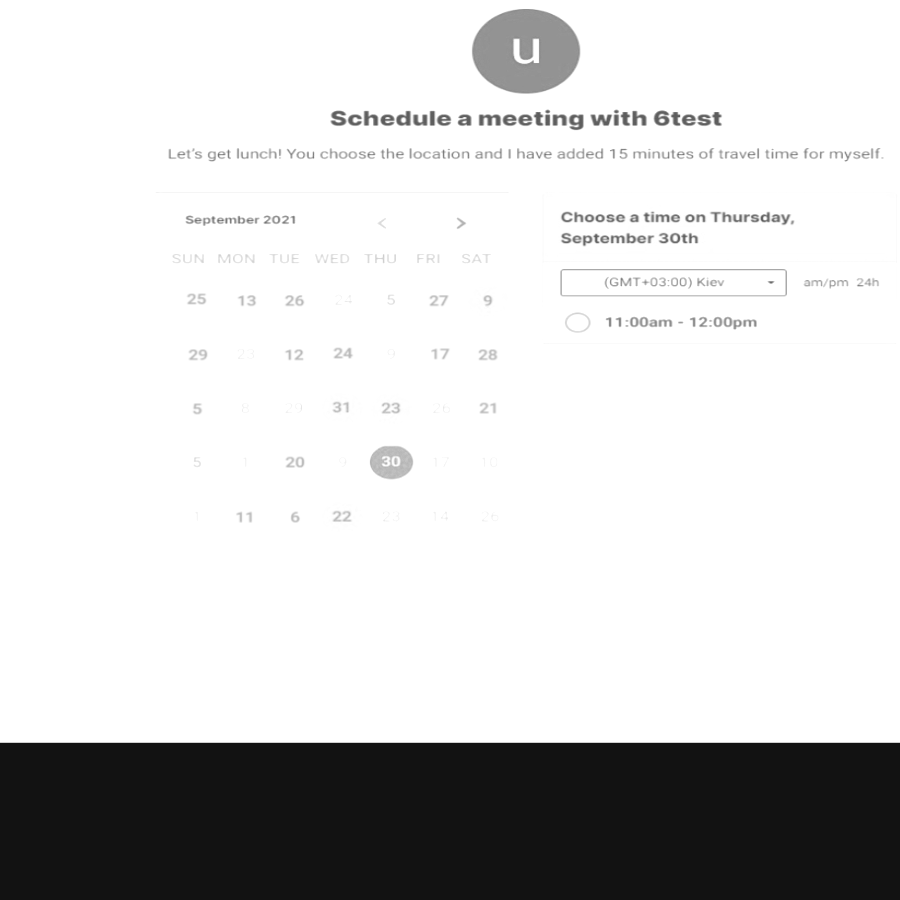 u
Schedule a meeting with 6test
Let's get lunch! You choose the location and I have added 15 minutes of travel time for myself.
September 2021 < >
SUN MON TUE WED THU FRI SAT
25 13 26 24 5 27 9
29 23 12 24 9 17 28
5 8 29 31 23 26 21
5 1 20 9 30 17 10
1 11 6 22 23 14 26
Choose a time on Thursday,
September 30th
(GMT+03:00) Kiev am/pm 24h
11:00am - 12:00pm